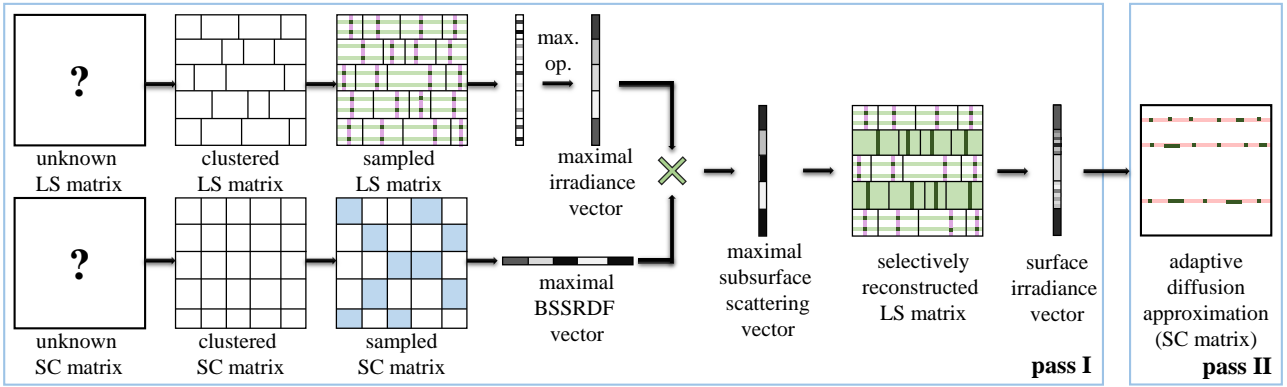 ?
unknown
LS matrix
clustered
LS matrix
sampled
LS matrix
max.
op.
maximal
irradiance
vector
?
unknown
SC matrix
clustered
SC matrix
sampled
SC matrix
maximal
BSSRDF
vector
maximal
subsurface
scattering
vector
selectively
reconstructed
LS matrix
surface
irradiance
vector
pass I
adaptive
diffusion
approximation
(SC matrix)
pass II